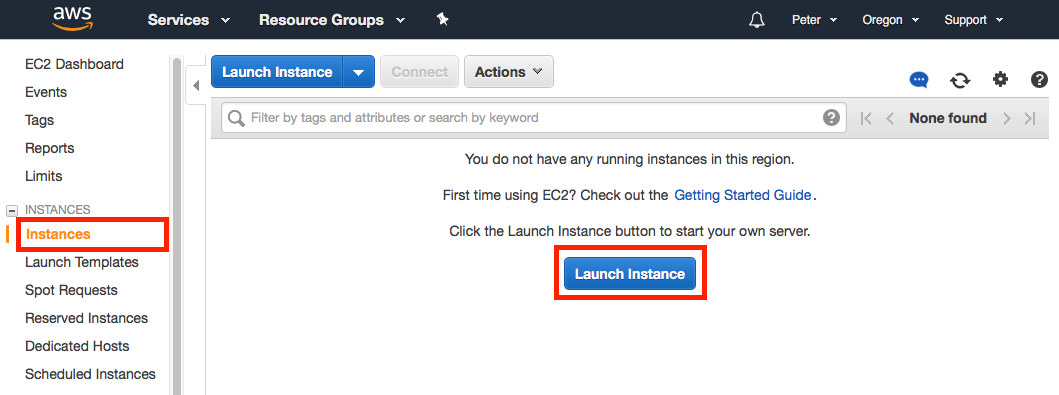 aws Services Resource Groups Peter Oregon Support
EC2 Dashboard
Events
Tags
Reports
Limits
INSTANCES
Instances
Launch Templates
Spot Requests
Reserved Instances
Dedicated Hosts
Scheduled Instances
Launch Instance Connect Actions
Filter by tags and attributes or search by keyword None found
You do not have any running instances in this region.
First time using EC2? Check out the Getting Started Guide.
Click the Launch Instance button to start your own server.
Launch Instance